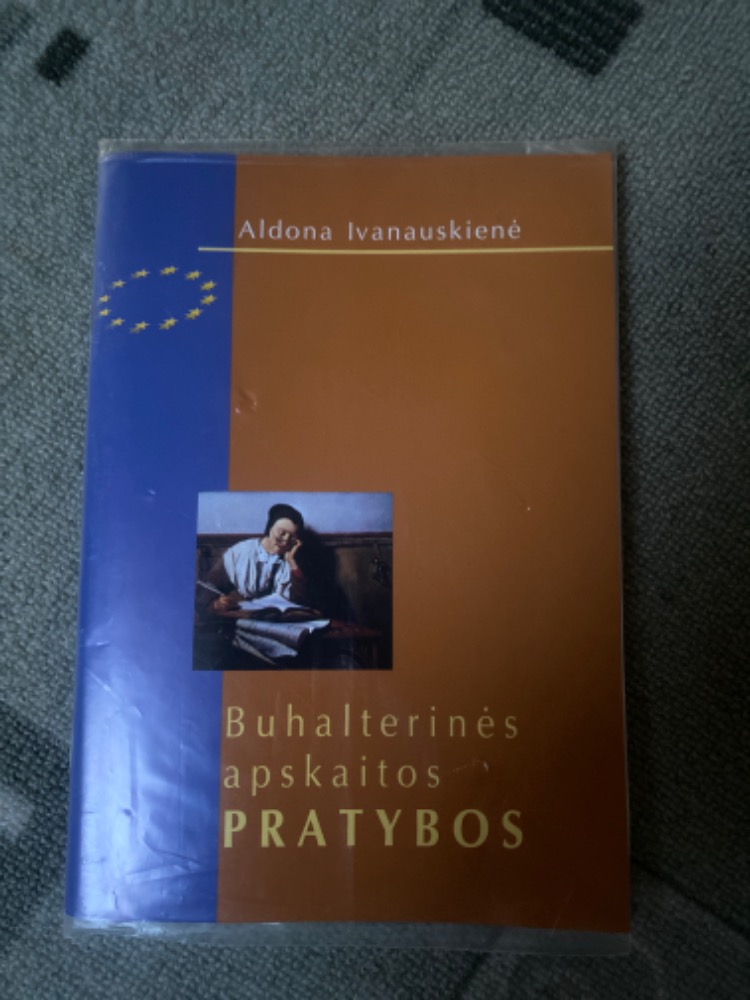 Aldona Ivanauskienė
Buhalterinės
apskaitos
PRATYBOS